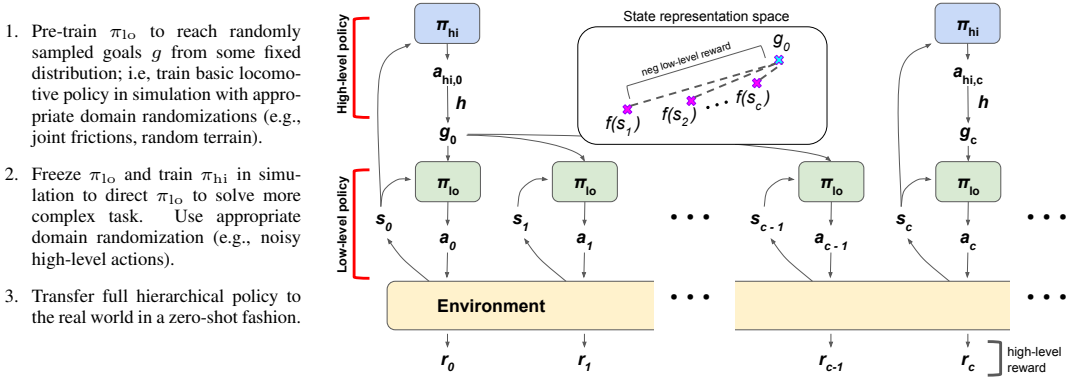 1. Pre-train π_lo to reach randomly
sampled goals g from some fixed
distribution; i.e, train basic locomo-
tive policy in simulation with appro-
priate domain randomizations (e.g.,
joint frictions, random terrain).
2. Freeze π_lo and train π_hi in simu-
lation to direct π_lo to solve more
complex task. Use appropriate
domain randomization (e.g., noisy
high-level actions).
3. Transfer full hierarchical policy to
the real world in a zero-shot fashion.
High-level policy
Low-level policy
π_hi
a_hi,0
h
g_0
State representation space
neg low-level reward
g_0
f(s_1)
f(s_2)
• • •
f(s_c)
π_hi
a_hi,c
h
g_c
π_lo
π_lo
π_lo
π_lo
s_0
s_1
• • •
s_c-1
s_c
• • •
a_0
a_1
a_c-1
a_c
Environment
• • •
• • •
r_0
r_1
r_c-1
r_c
high-level
reward